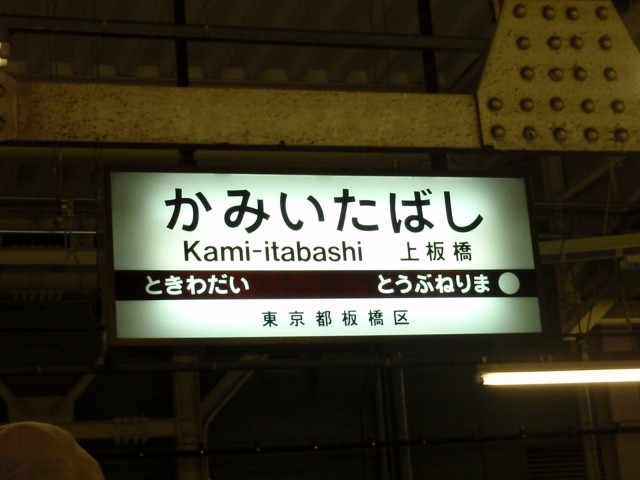 かみいたばし
Kami-itabashi 上板橋
ときわだい とうぶねりま
東京都板橋区